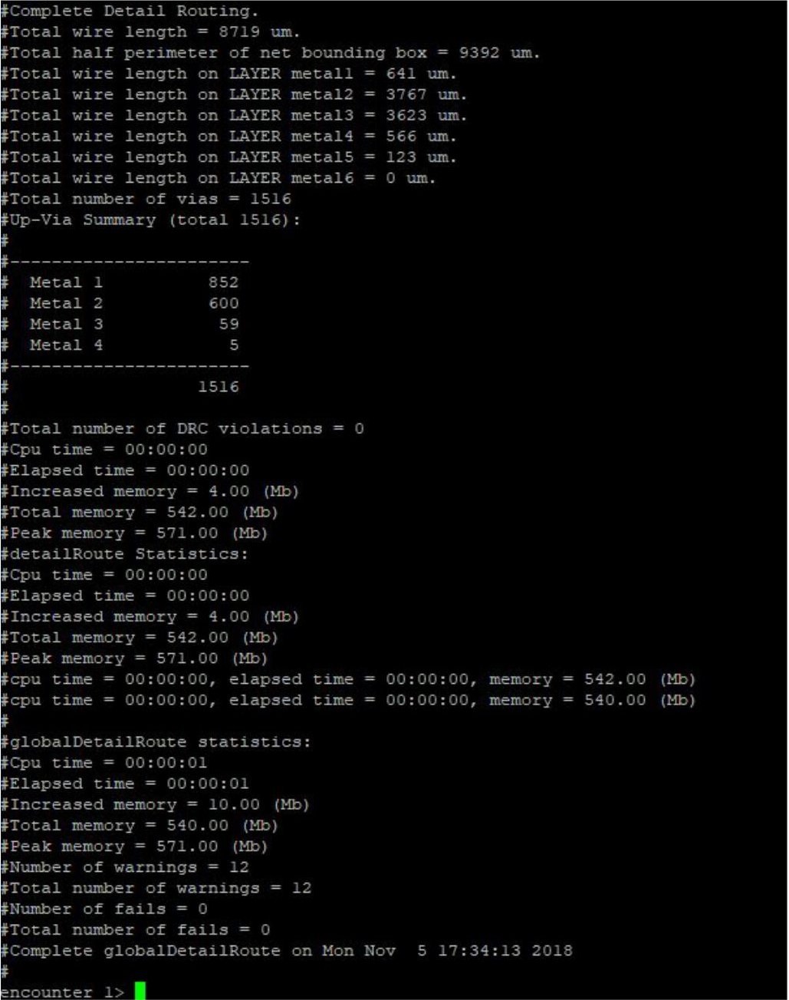 #Complete Detail Routing.
#Total wire length = 8719 um.
#Total half perimeter of net bounding box = 9392 um.
#Total wire length on LAYER metal1 = 641 um.
#Total wire length on LAYER metal2 = 3767 um.
#Total wire length on LAYER metal3 = 3623 um.
#Total wire length on LAYER metal4 = 566 um.
#Total wire length on LAYER metal5 = 123 um.
#Total wire length on LAYER metal6 = 0 um.
#Total number of vias = 1516
#Up-Via Summary (total 1516):
#
#-----------------------
#  Metal 1          852
#  Metal 2          600
#  Metal 3           59
#  Metal 4            5
#-----------------------
#                  1516
#
#Total number of DRC violations = 0
#Cpu time = 00:00:00
#Elapsed time = 00:00:00
#Increased memory = 4.00 (Mb)
#Total memory = 542.00 (Mb)
#Peak memory = 571.00 (Mb)
#detailRoute Statistics:
#Cpu time = 00:00:00
#Elapsed time = 00:00:00
#Increased memory = 4.00 (Mb)
#Total memory = 542.00 (Mb)
#Peak memory = 571.00 (Mb)
#cpu time = 00:00:00, elapsed time = 00:00:00, memory = 542.00 (Mb)
#cpu time = 00:00:00, elapsed time = 00:00:00, memory = 540.00 (Mb)
#
#globalDetailRoute statistics:
#Cpu time = 00:00:01
#Elapsed time = 00:00:01
#Increased memory = 10.00 (Mb)
#Total memory = 540.00 (Mb)
#Peak memory = 571.00 (Mb)
#Number of warnings = 12
#Total number of warnings = 12
#Number of fails = 0
#Total number of fails = 0
#Complete globalDetailRoute on Mon Nov  5 17:34:13 2018
#
encounter 1>